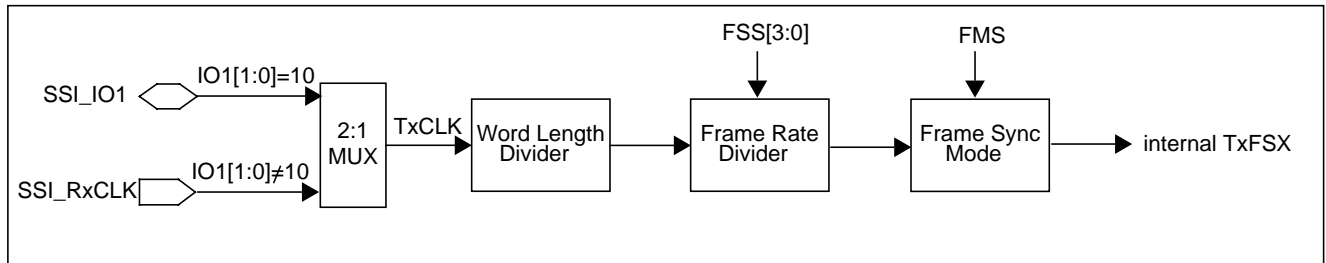 FSS[3:0]
FMS
IO1[1:0]=10
SSI_IO1
2:1
MUX
TxCLK
Word Length
Divider
Frame Rate
Divider
Frame Sync
Mode
internal TxFSX
IO1[1:0]≠10
SSI_RxCLK